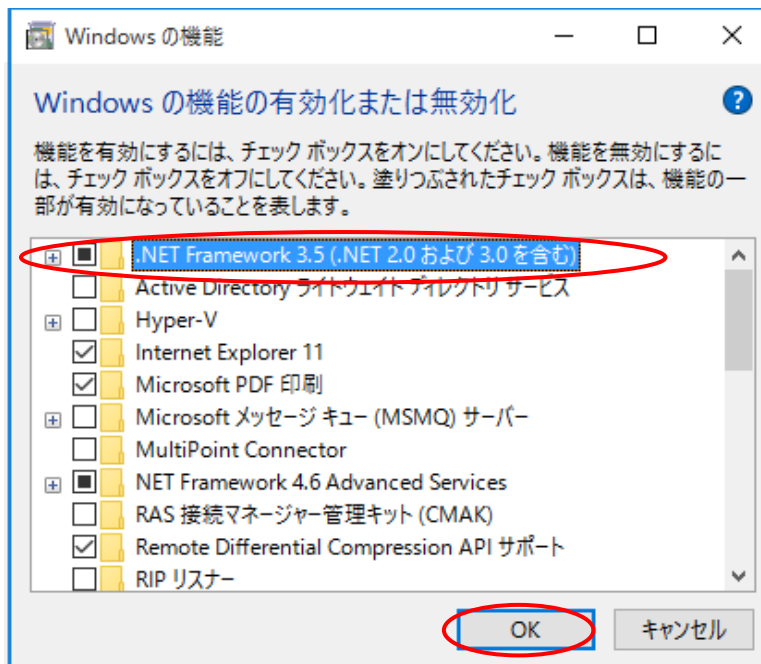 Windows の機能
Windows の機能の有効化または無効化
?
機能を有効にするには、チェック ボックスをオンにしてください。機能を無効にするに
は、チェック ボックスをオフにしてください。塗りつぶされたチェック ボックスは、機能の一
部が有効になっていることを表します。
.NET Framework 3.5 (.NET 2.0 および 3.0 を含む)
Active Directory ライトウェイト ディレクトリ サービス
Hyper-V
Internet Explorer 11
Microsoft PDF 印刷
Microsoft メッセージ キュー (MSMQ) サーバー
MultiPoint Connector
.NET Framework 4.6 Advanced Services
RAS 接続マネージャー管理キット (CMAK)
Remote Differential Compression API サポート
RIP リスナー
OK
キャンセル